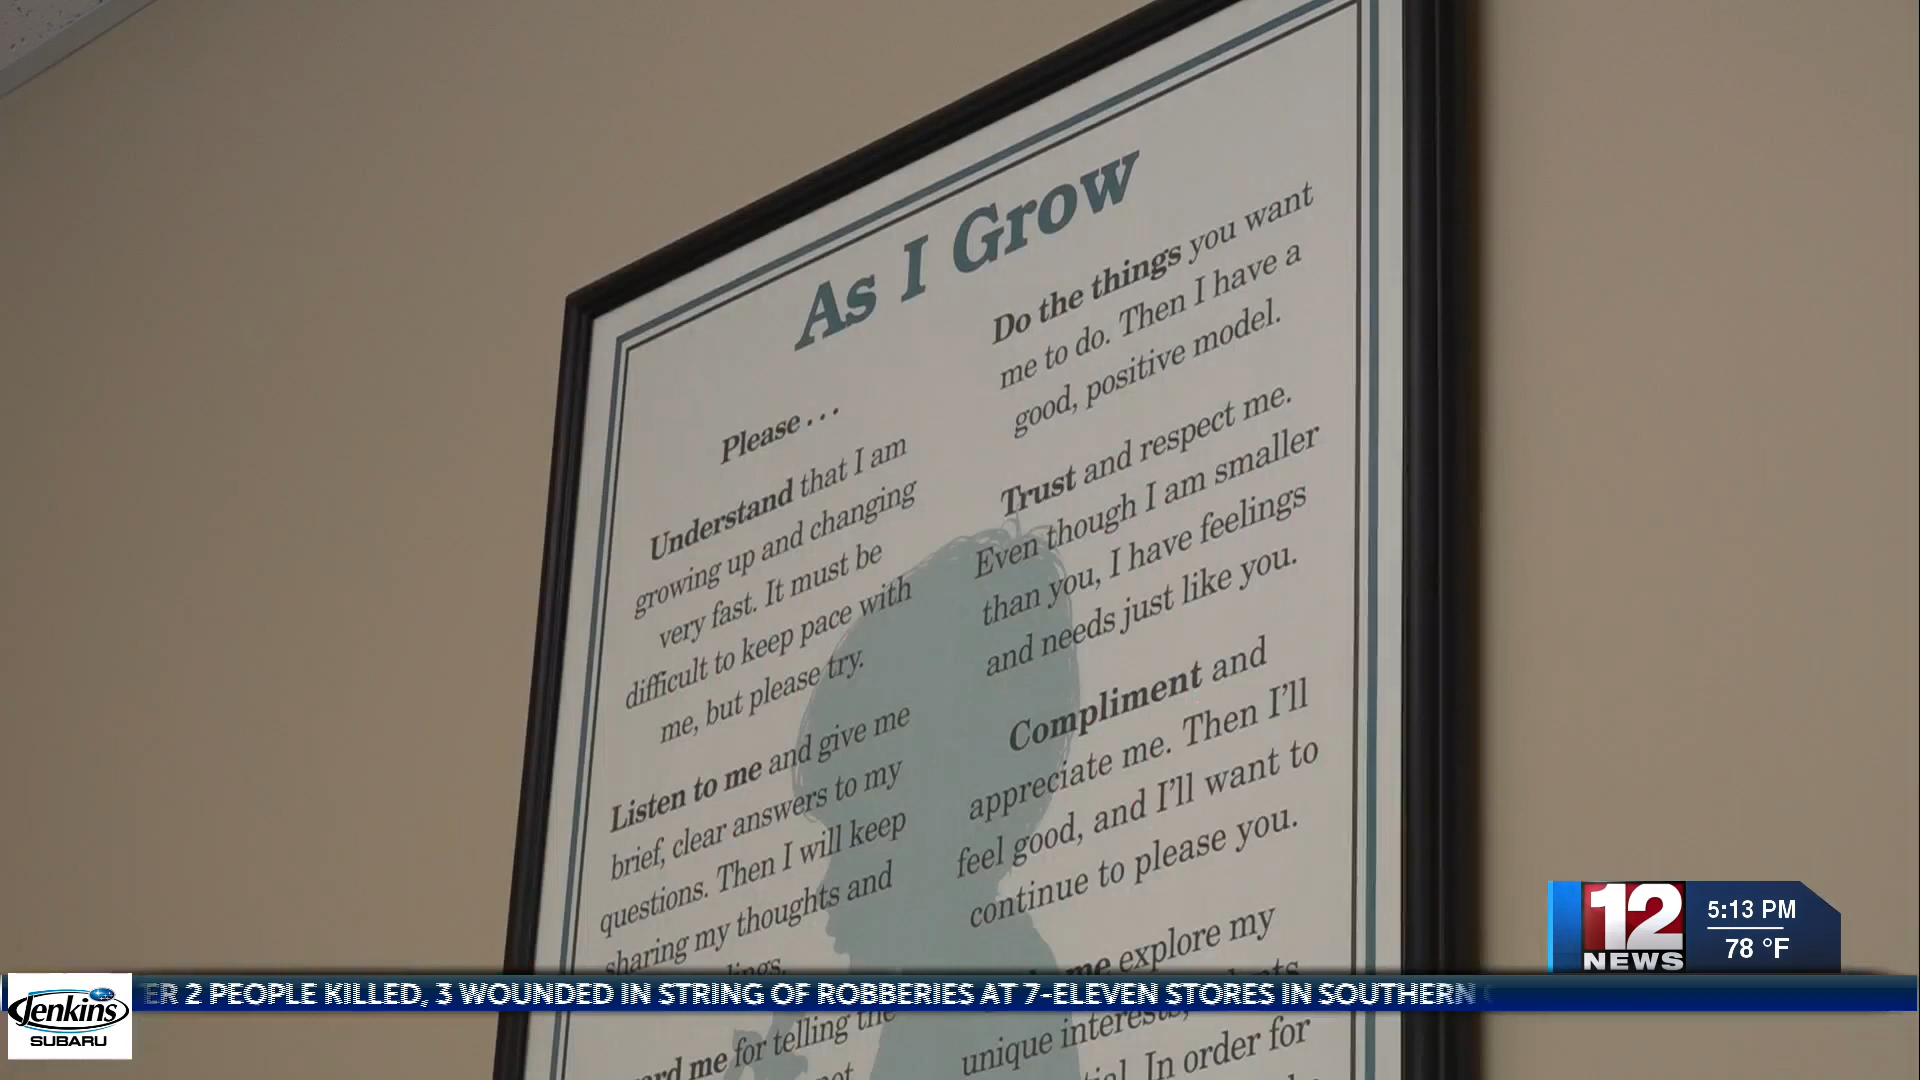 As I Grow
Please . . .
Understand that I am
growing up and changing
very fast. It must be
difficult to keep pace with
me, but please try.
Listen to me and give me
brief, clear answers to my
questions. Then I will keep
sharing my thoughts and
for telling the
Do the things you want
me to do. Then I have a
good, positive model.
Trust and respect me.
Even though I am smaller
than you, I have feelings
and needs just like you.
Compliment and
appreciate me. Then I'll
feel good, and I'll want to
continue to please you.
me explore my
unique interests,
In order for
12
NEWS
5:13 PM
78 °F
Jenkins
SUBARU
ER 2 PEOPLE KILLED, 3 WOUNDED IN STRING OF ROBBERIES AT 7-ELEVEN STORES IN SOUTHERN